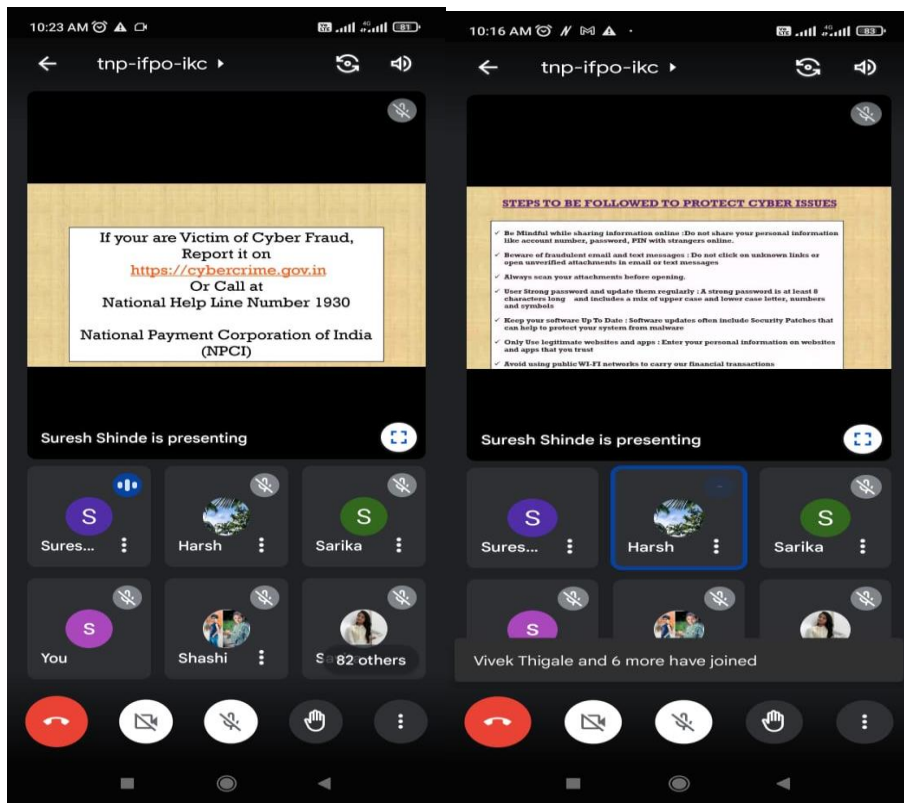 10:23 AM
81
tnp-ifpo-ikc
If your are Victim of Cyber Fraud,
Report it on
https://cybercrime.gov.in
Or Call at
National Help Line Number 1930
National Payment Corporation of India
(NPCI)
Suresh Shinde is presenting
S
Sures...
Harsh
S
Sarika
S
You
Shashi
S
82 others
10:16 AM
4G
83
tnp-ifpo-ikc
STEPS TO BE FOLLOWED TO PROTECT CYBER ISSUES
✓ Be Mindful while sharing information online :Do not share your personal information
like account number, password, PIN with strangers online.
✓ Beware of fraudulent email and text messages : Do not click on unknown links or
open unverified attachments in email or text messages
✓ Always scan your attachments before opening.
✓ User Strong password and update them regularly : A strong password is at least 8
characters long and includes a mix of upper case and lower case letter, numbers
and symbols
✓ Keep your software Up To Date : Software updates often include Security Patches that
can help to protect your system from malware
✓ Only Use legitimate websites and apps : Enter your personal information on websites
and apps that you trust
✓ Avoid using public WI-FI networks to carry our financial transactions
Suresh Shinde is presenting
S
Sures...
Harsh
S
Sarika
S
Vivek Thigale and 6 more have joined